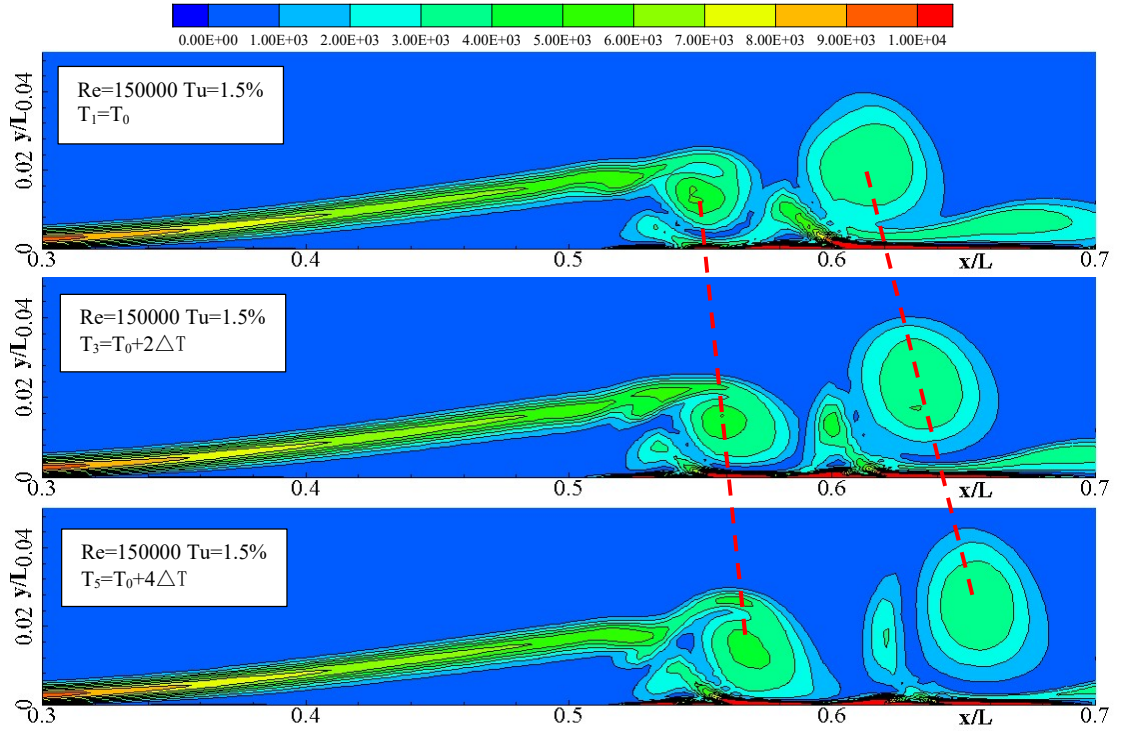 0.00E+00 1.00E+03 2.00E+03 3.00E+03 4.00E+03 5.00E+03 6.00E+03 7.00E+03 8.00E+03 9.00E+03 1.00E+04
y/L
0.04
0.02
0
Re=150000 Tu=1.5%
T₁=T₀
0.3 0.4 0.5 0.6 x/L 0.7
y/L
0.04
0.02
0
Re=150000 Tu=1.5%
T₃=T₀+2△T
0.3 0.4 0.5 0.6 x/L 0.7
y/L
0.04
0.02
0
Re=150000 Tu=1.5%
T₅=T₀+4△T
0.3 0.4 0.5 0.6 x/L 0.7